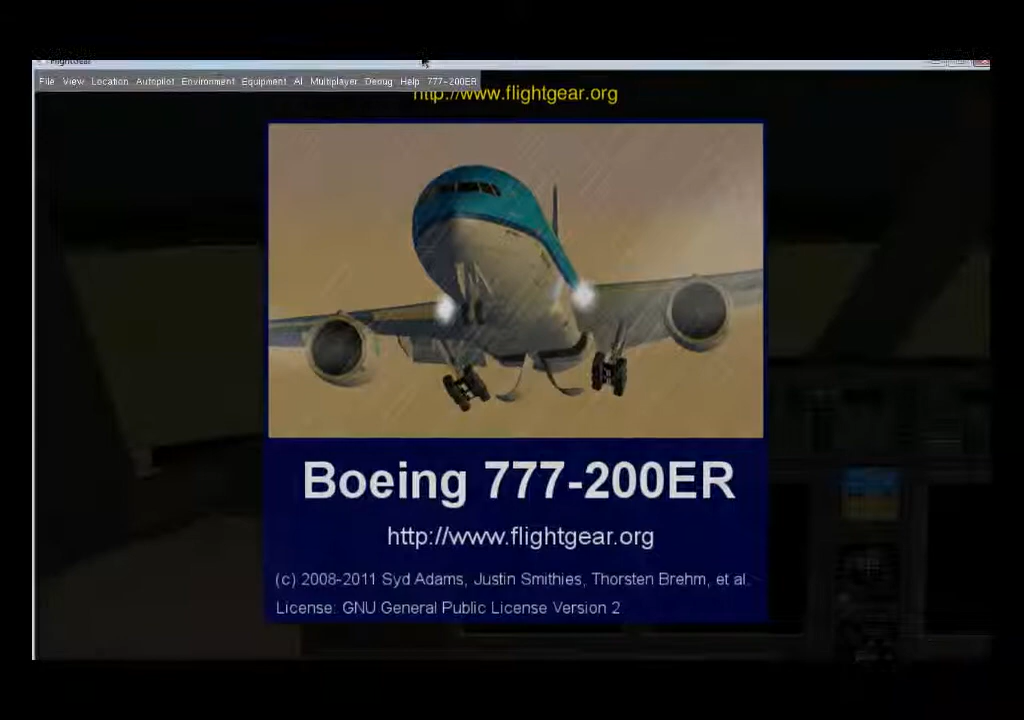 FlightGear
File View Location Autopilot Environment Equipment AI Multiplayer Debug Help 777-200ER
http://www.flightgear.org
Boeing 777-200ER
http://www.flightgear.org
(c) 2008-2011 Syd Adams, Justin Smithies, Thorsten Brehm, et al.
License: GNU General Public License Version 2